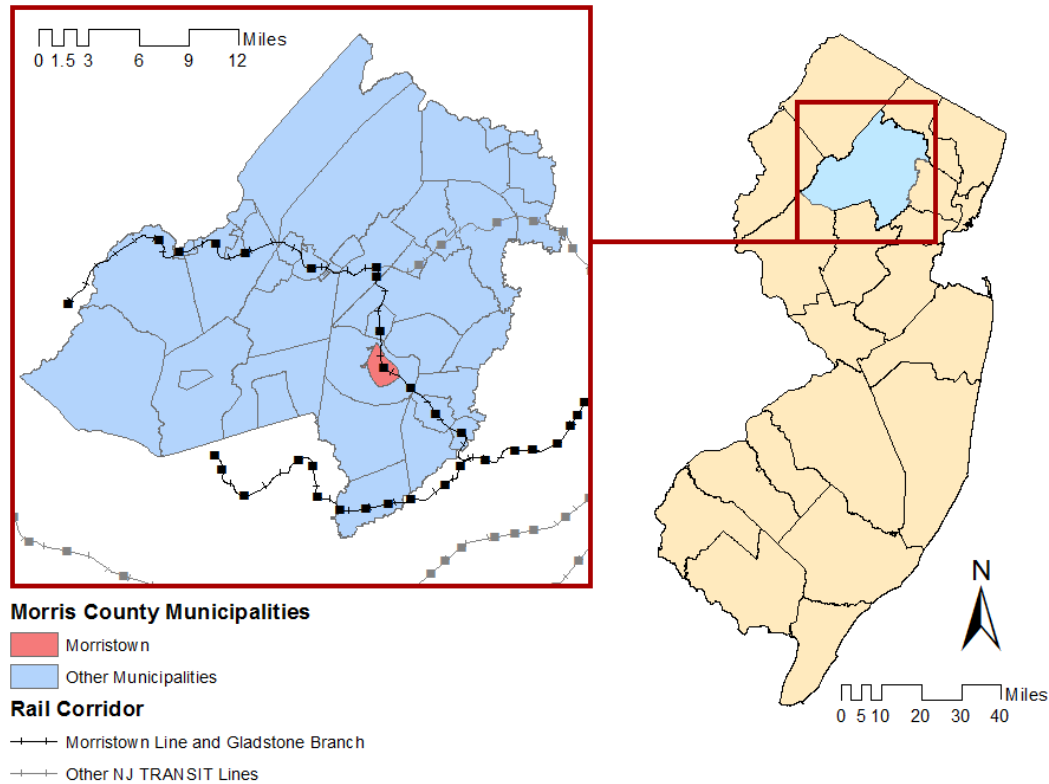 Miles
0 1.5 3 6 9 12
N
Miles
0 5 10 20 30 40
Morris County Municipalities
Morristown
Other Municipalities
Rail Corridor
Morristown Line and Gladstone Branch
Other NJ TRANSIT Lines